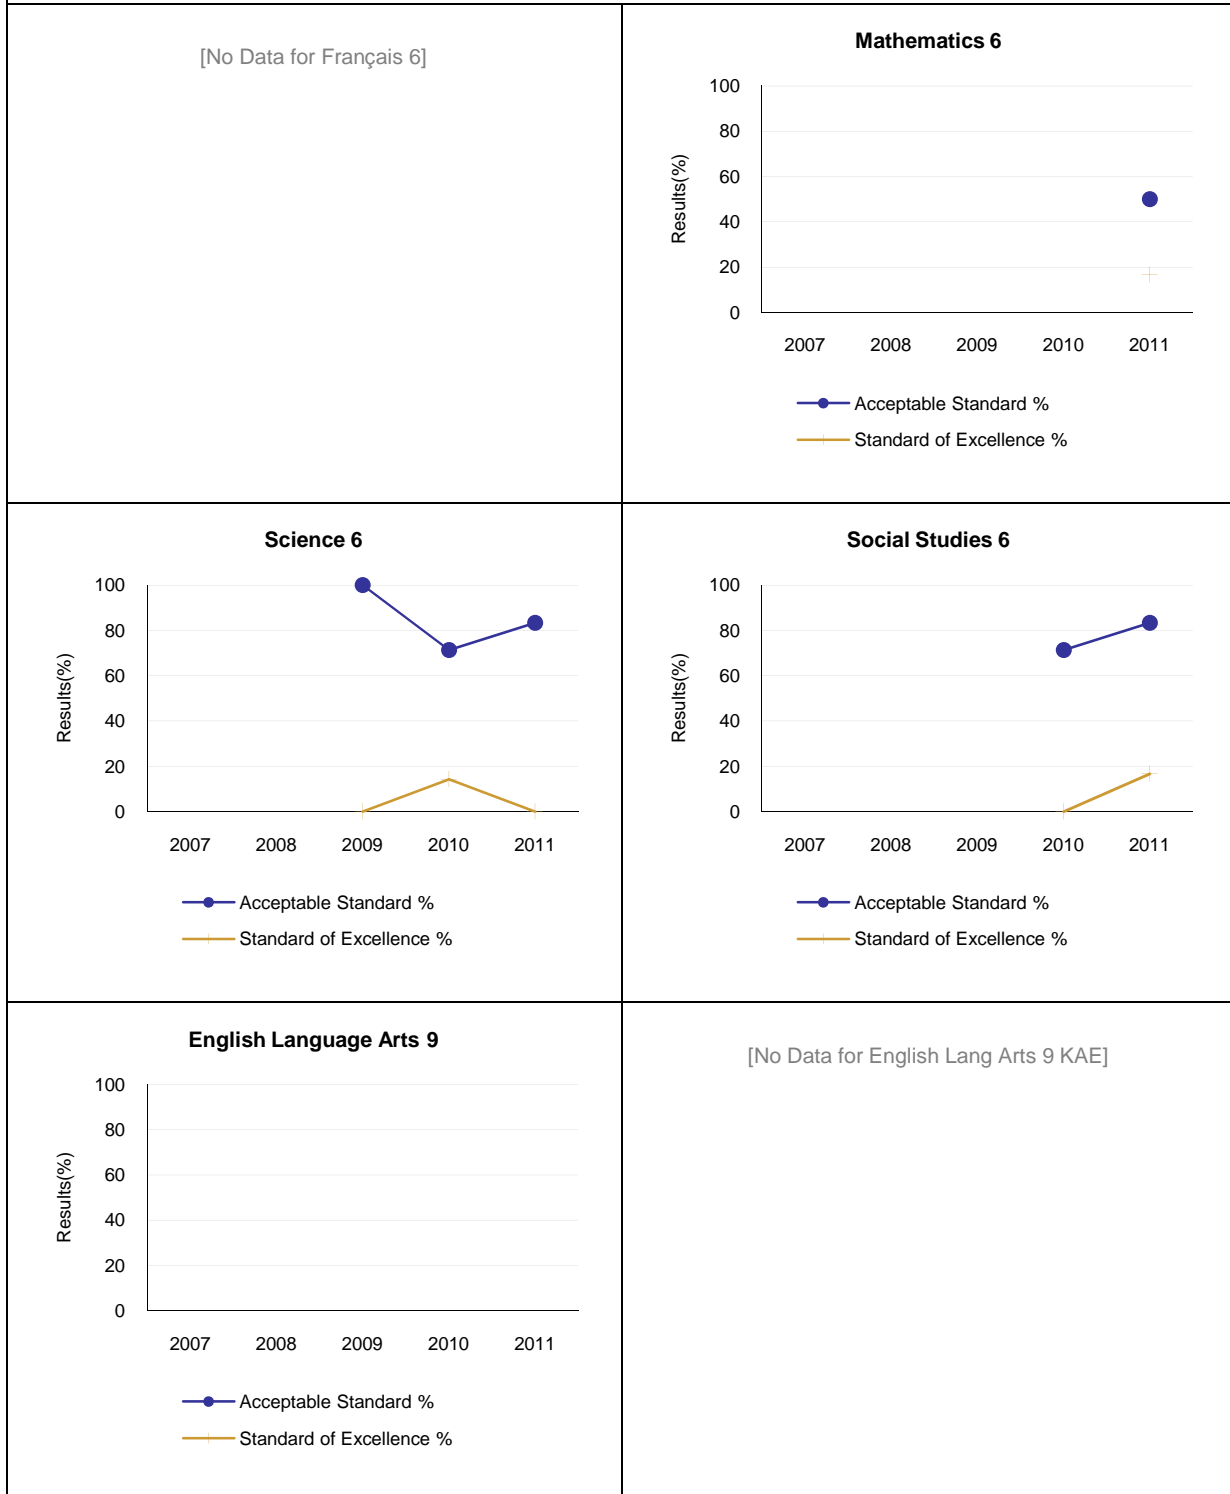 [No Data for Français 6]
Mathematics 6
100
80
60
40
20
0
Results(%)
2007 2008 2009 2010 2011
Acceptable Standard %
Standard of Excellence %
Science 6
100
80
60
40
20
0
Results(%)
2007 2008 2009 2010 2011
Acceptable Standard %
Standard of Excellence %
Social Studies 6
100
80
60
40
20
0
Results(%)
2007 2008 2009 2010 2011
Acceptable Standard %
Standard of Excellence %
English Language Arts 9
100
80
60
40
20
0
Results(%)
2007 2008 2009 2010 2011
Acceptable Standard %
Standard of Excellence %
[No Data for English Lang Arts 9 KAE]